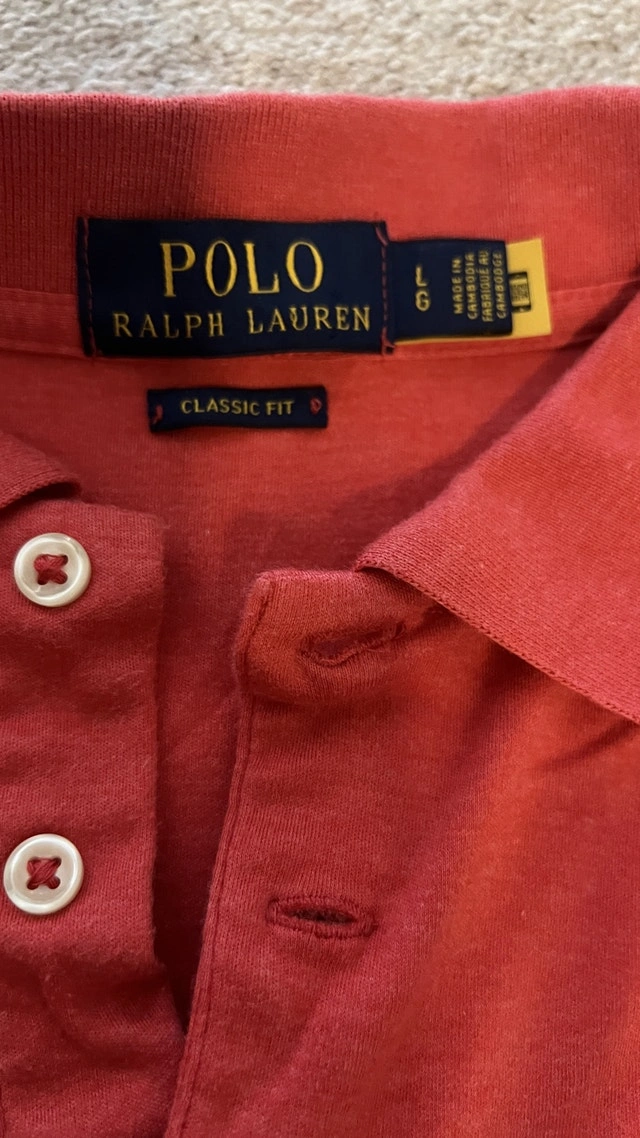 POLO
RALPH LAUREN
L
G
MADE IN
CAMBODIA
FABRIQUÉ AU
CAMBODGE
CLASSIC FIT